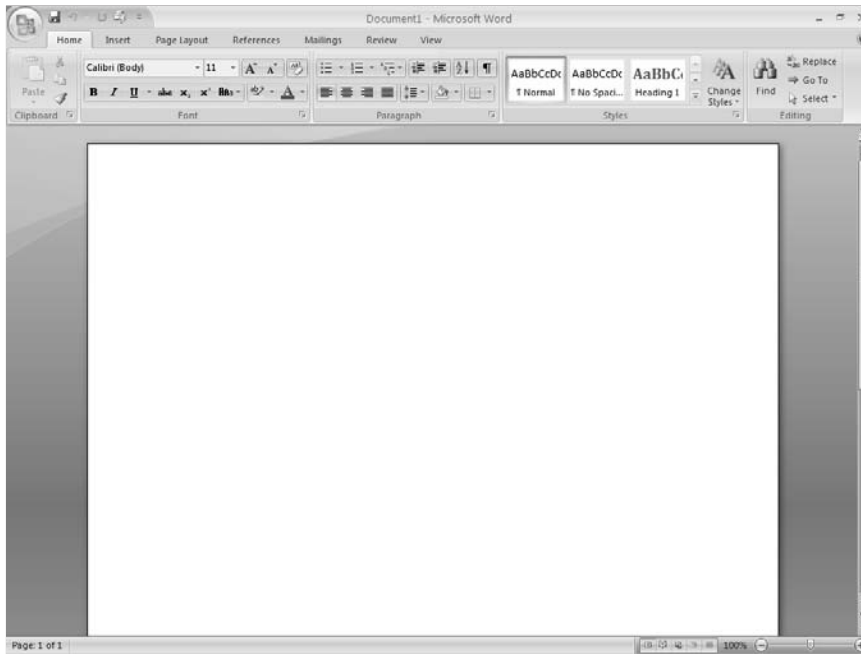 Document1 - Microsoft Word
Home Insert Page Layout References Mailings Review View
Calibri (Body) 11 A A
Paste
B I U abc x, x' Aa A
AaBbCcDc AaBbCcDc AaBbC
¶ Normal ¶ No Spaci... Heading 1
Change Styles
Find
Replace
Go To
Select
Clipboard Font Paragraph Styles Editing
Page: 1 of 1 100%